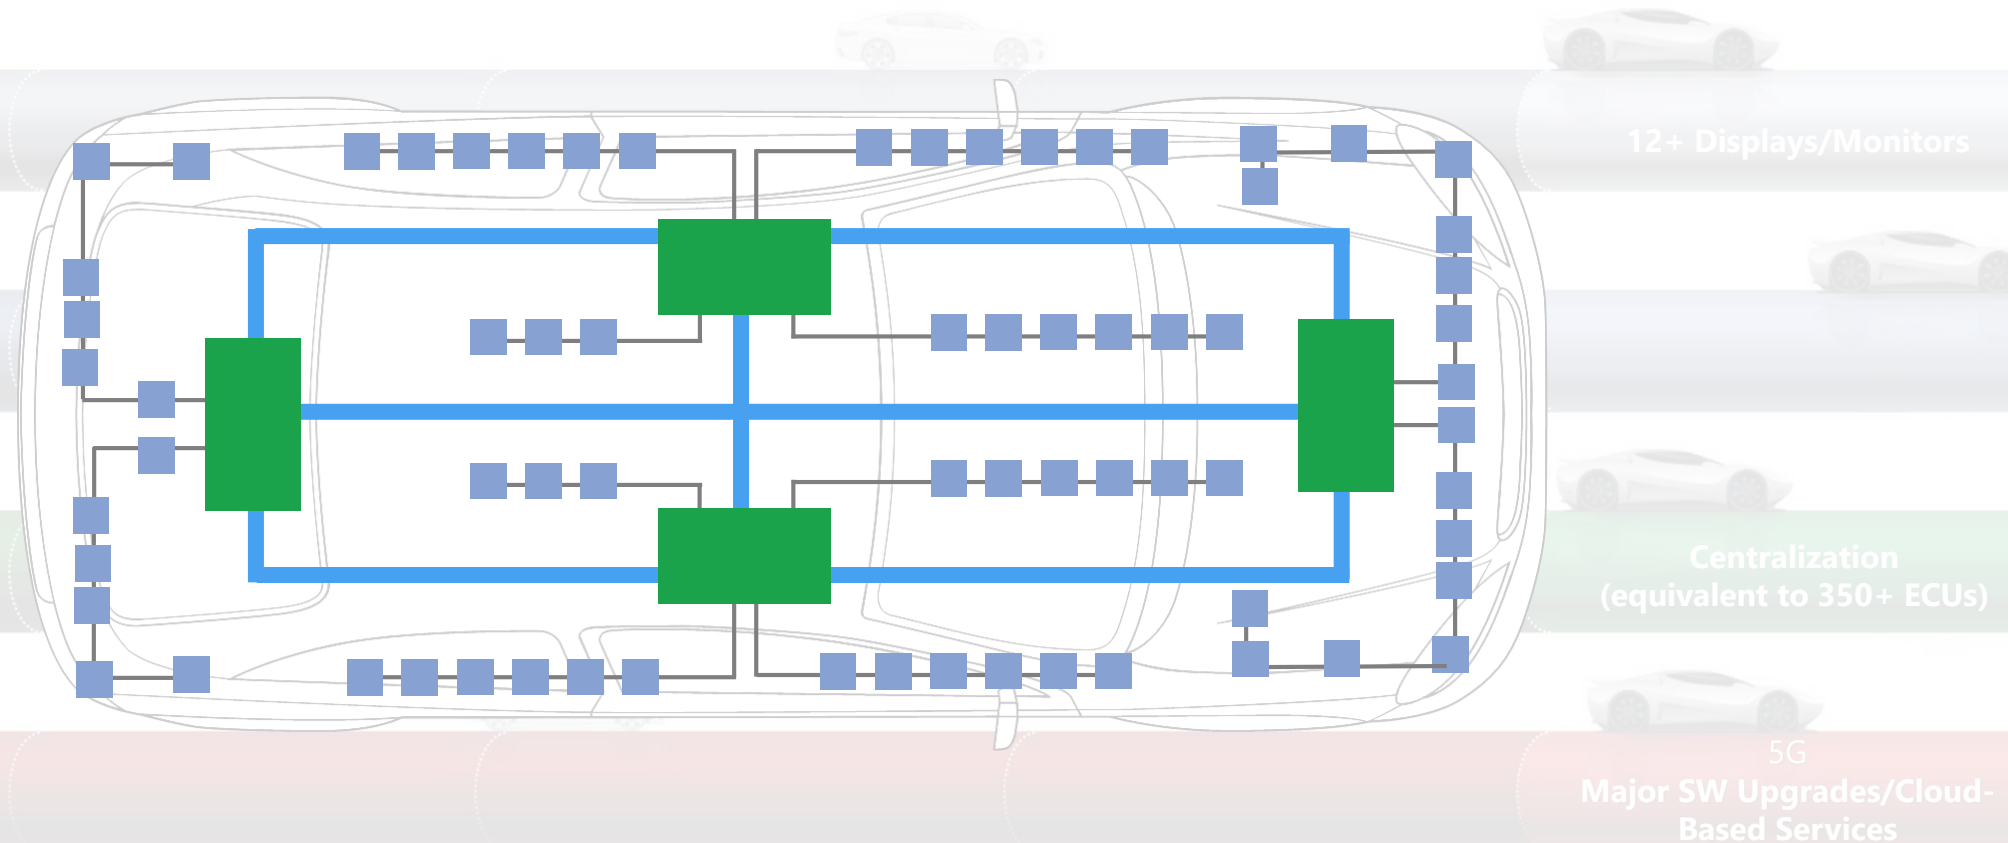 12+ Displays/Monitors
Centralization
(equivalent to 350+ ECUs)
5G
Major SW Upgrades/Cloud-
Based Services